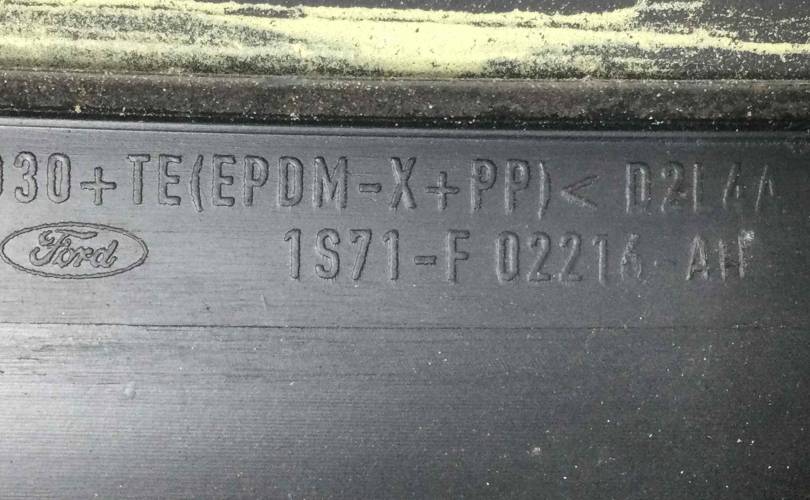 30+TE(EPDM-X+PP)<
Ford
1S71-F 02216 AH